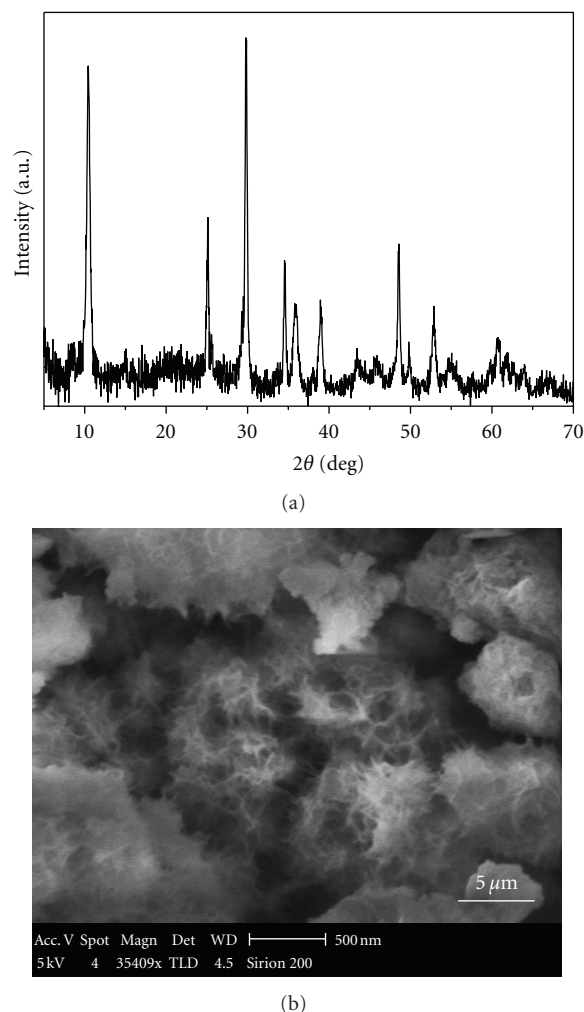 Intensity (a.u.)
10 20 30 40 50 60 70
2θ (deg)
(a)
5 μm
Acc. V Spot Magn Det WD 500 nm
5 kV 4 35409x TLD 4.5 Sirion 200
(b)